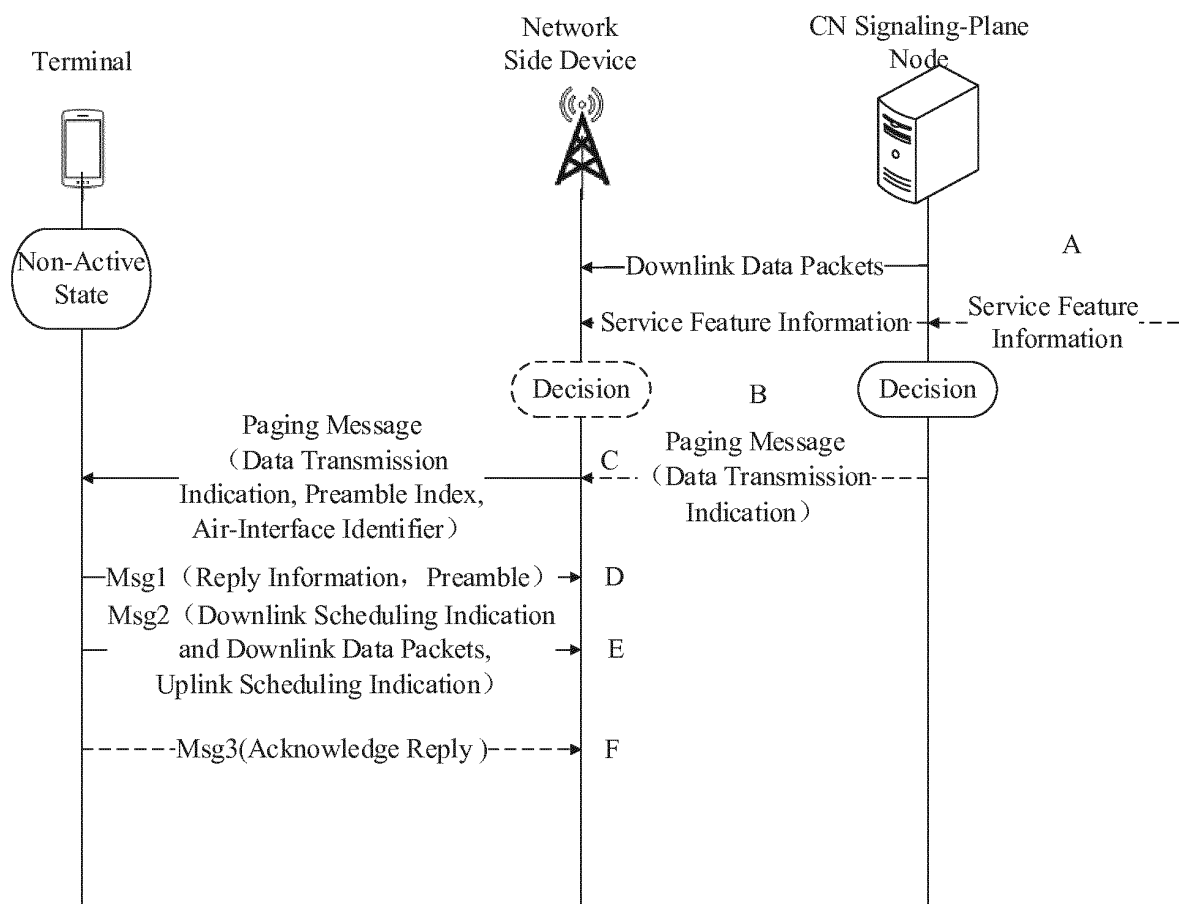 Terminal
Network
Side Device
CN Signaling-Plane
Node
Non-Active
State
A
Downlink Data Packets
Service Feature Information
Service Feature
Information
Decision
B
Decision
Paging Message
（Data Transmission
Indication, Preamble Index,
Air-Interface Identifier）
C
Paging Message
（Data Transmission
Indication）
Msg1（Reply Information，Preamble）
D
Msg2（Downlink Scheduling Indication
and Downlink Data Packets,
Uplink Scheduling Indication）
E
Msg3(Acknowledge Reply )
F